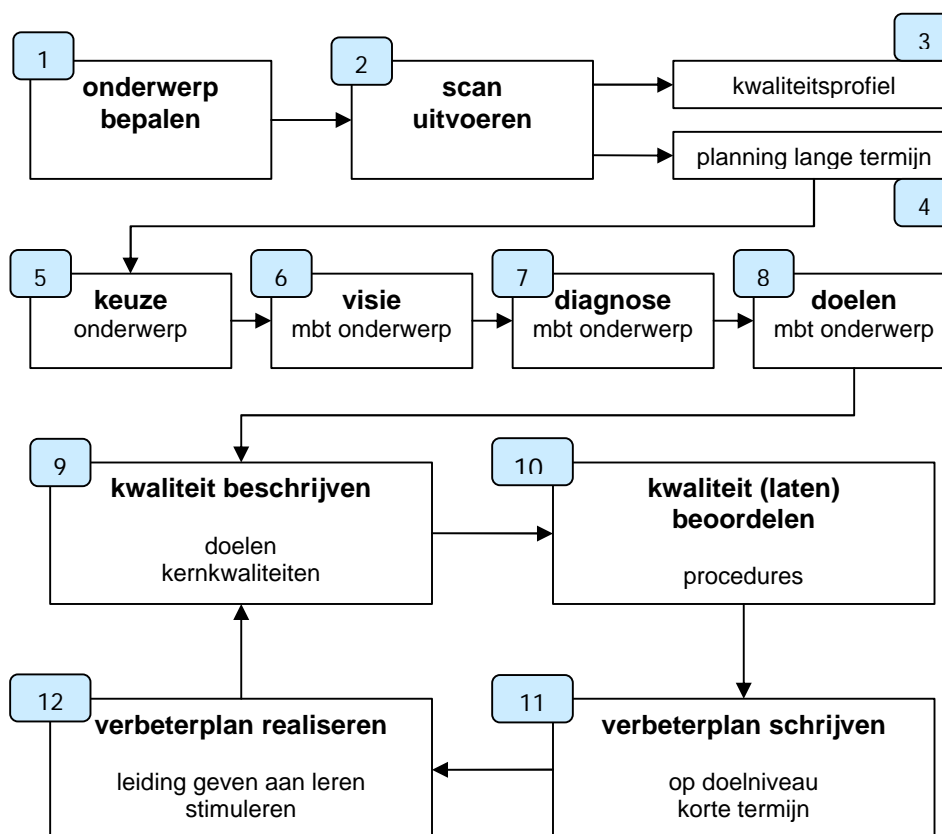 1
onderwerp
bepalen
2
scan
uitvoeren
3
kwaliteitsprofiel
planning lange termijn
4
5
keuze
onderwerp
6
visie
mbt onderwerp
7
diagnose
mbt onderwerp
8
doelen
mbt onderwerp
9
kwaliteit beschrijven
doelen
kernkwaliteiten
10
kwaliteit (laten)
beoordelen
procedures
12
verbeterplan realiseren
leiding geven aan leren
stimuleren
11
verbeterplan schrijven
op doelniveau
korte termijn